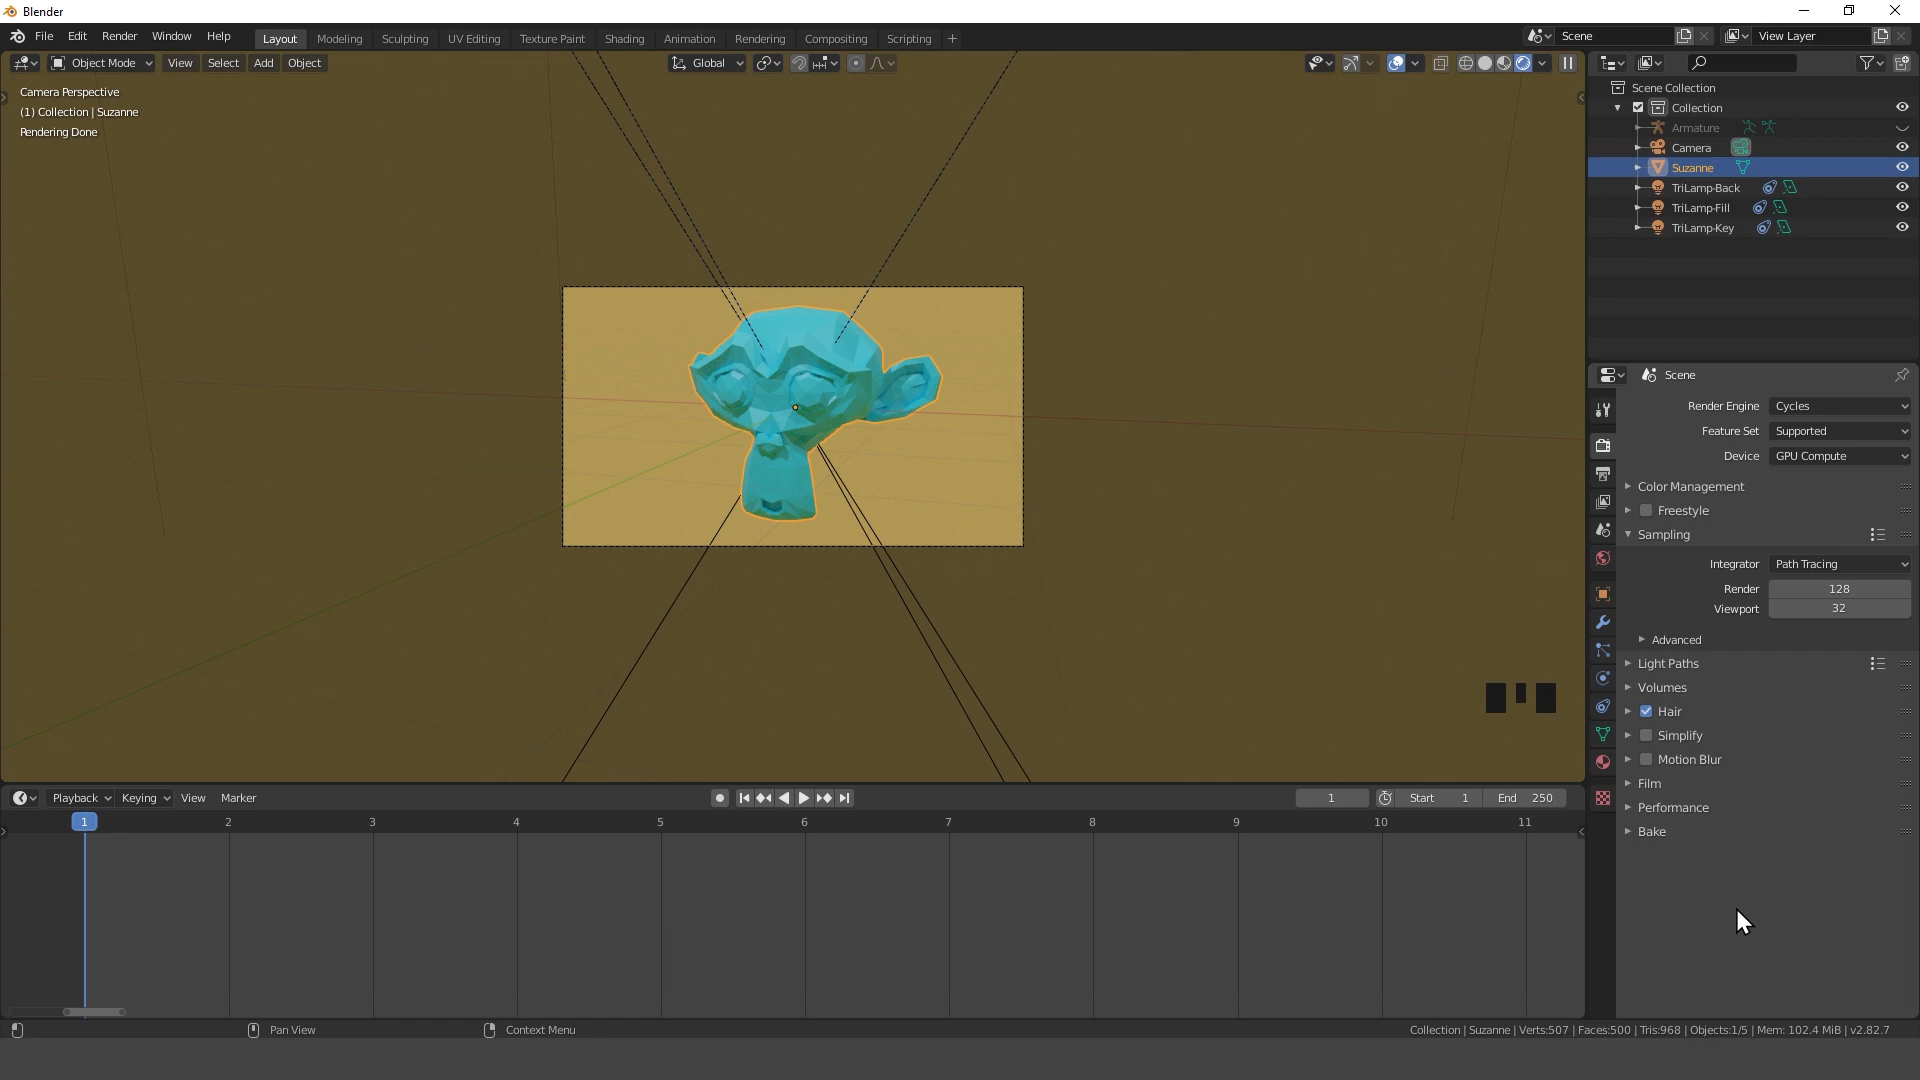 Blender
File Edit Render Window Help Layout Modeling Sculpting UV Editing Texture Paint Shading Animation Rendering Compositing Scripting + Scene View Layer
Object Mode View Select Add Object Global
Camera Perspective
(1) Collection | Suzanne
Rendering Done
Scene Collection
Collection
Armature
Camera
Suzanne
TriLamp-Back
TriLamp-Fill
TriLamp-Key
Scene
Render Engine Cycles
Feature Set Supported
Device GPU Compute
Color Management
Freestyle
Sampling
Integrator Path Tracing
Render 128
Viewport 32
Advanced
Light Paths
Volumes
Hair
Simplify
Motion Blur
Film
Performance
Bake
Playback Keying View Marker 1 Start 1 End 250
1 2 3 4 5 6 7 8 9 10 11
Pan View Context Menu Collection | Suzanne | Verts:507 | Faces:500 | Tris:968 | Objects:1/5 | Mem: 102.4 MiB | v2.82.7